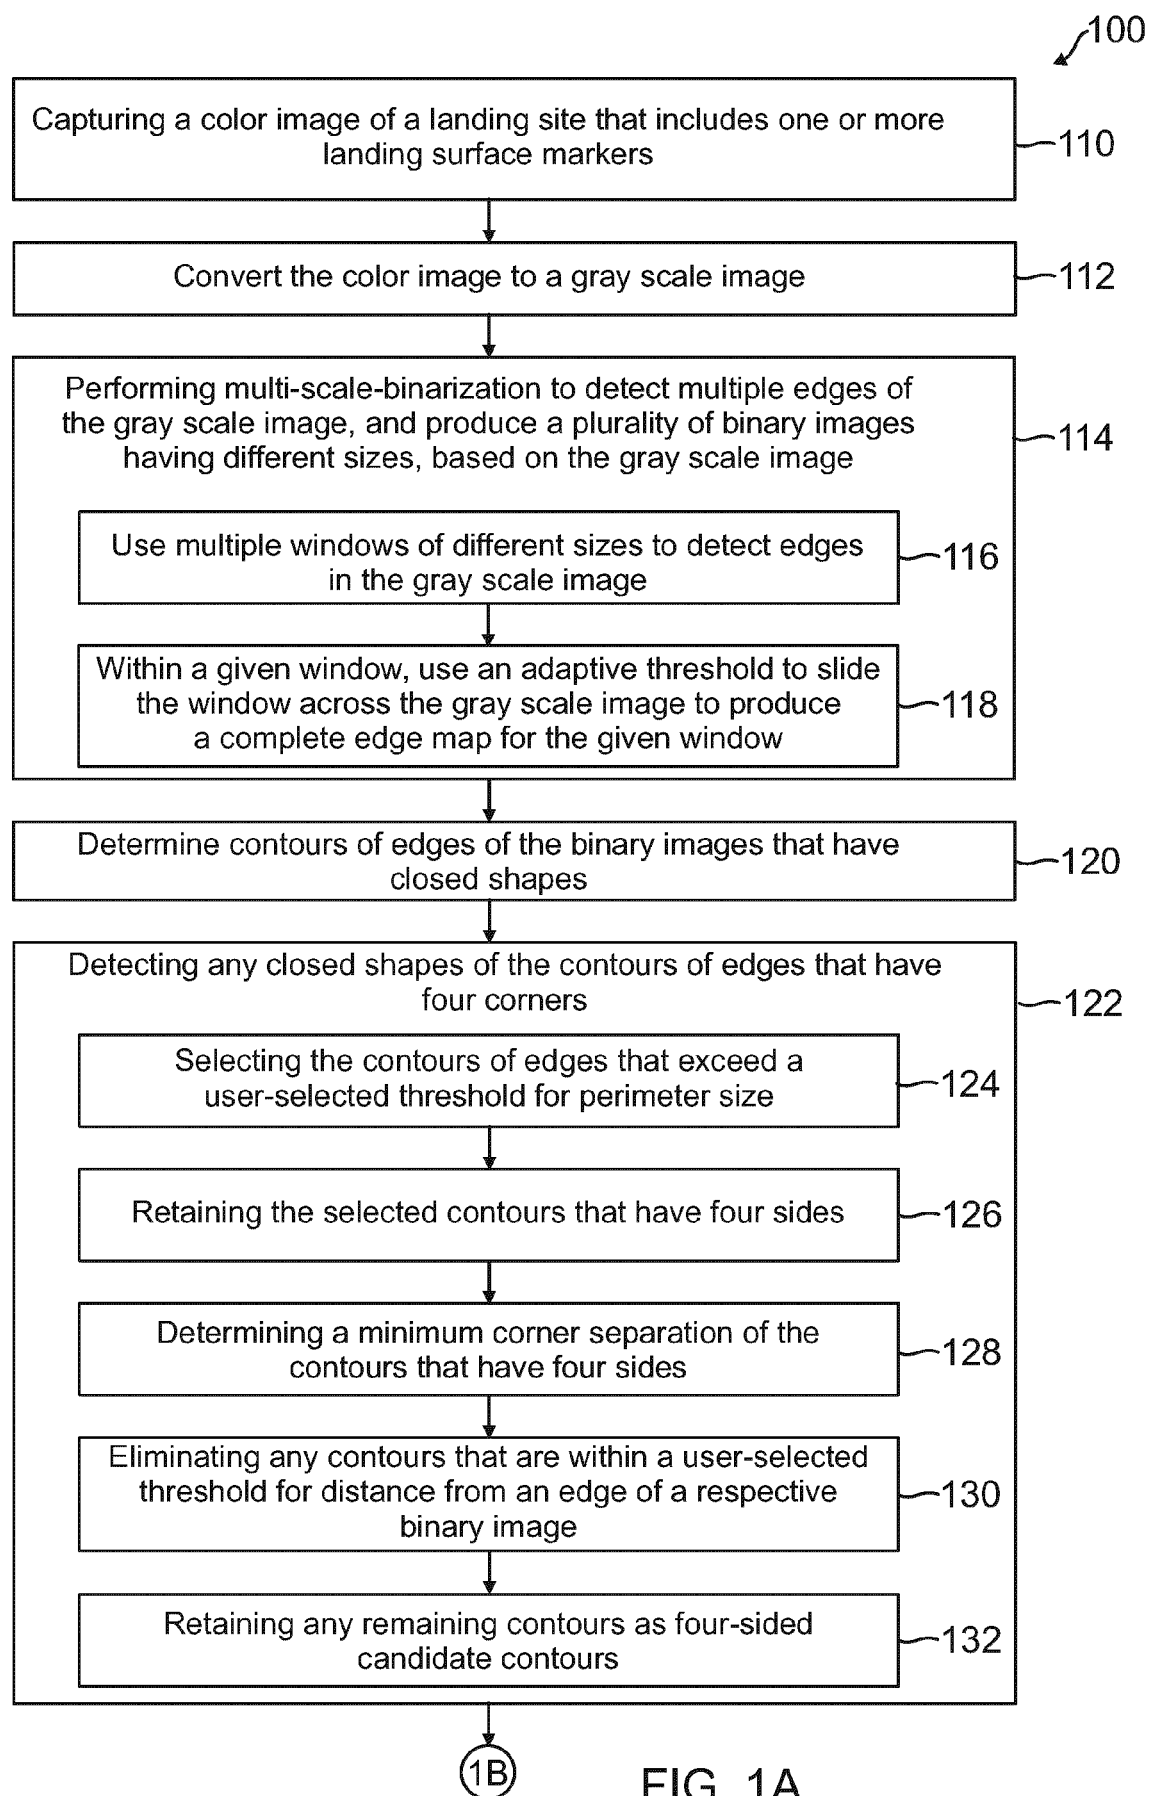 100
Capturing a color image of a landing site that includes one or more
landing surface markers
110
Convert the color image to a gray scale image
112
Performing multi-scale-binarization to detect multiple edges of
the gray scale image, and produce a plurality of binary images
having different sizes, based on the gray scale image
114
Use multiple windows of different sizes to detect edges
in the gray scale image
116
Within a given window, use an adaptive threshold to slide
the window across the gray scale image to produce
a complete edge map for the given window
118
Determine contours of edges of the binary images that have
closed shapes
120
Detecting any closed shapes of the contours of edges that have
four corners
122
Selecting the contours of edges that exceed a
user-selected threshold for perimeter size
124
Retaining the selected contours that have four sides
126
Determining a minimum corner separation of the
contours that have four sides
128
Eliminating any contours that are within a user-selected
threshold for distance from an edge of a respective
binary image
130
Retaining any remaining contours as four-sided
candidate contours
132
1B
FIG. 1A